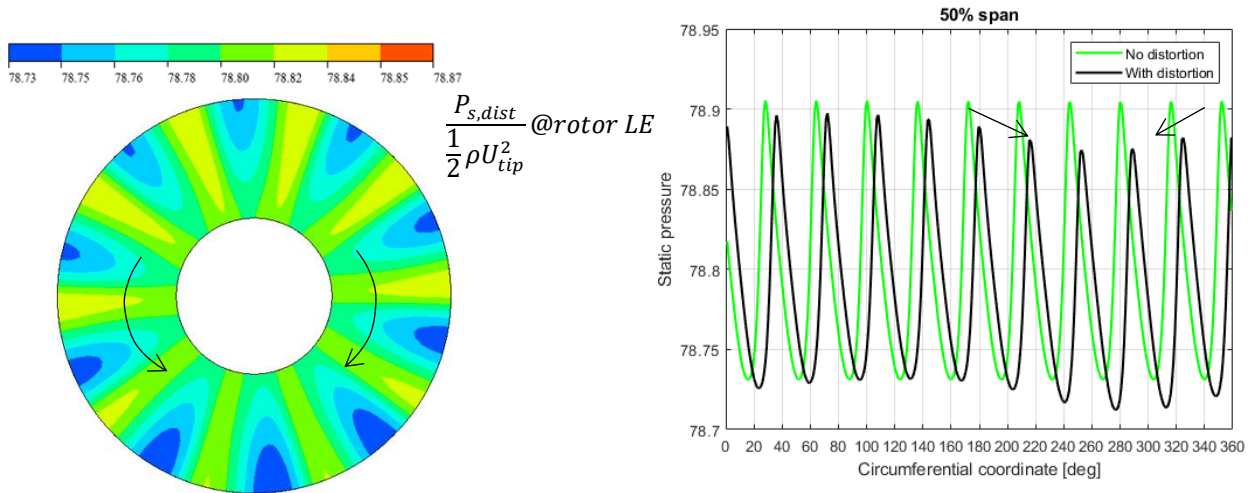 78.73 78.75 78.76 78.78 78.80 78.82 78.84 78.85 78.87
P_{s,dist}
@rotor LE
1/2 ρU_{tip}^2
50% span
78.95
78.9
78.85
78.8
78.75
78.7
Static pressure
No distortion
With distortion
0 20 40 60 80 100 120 140 160 180 200 220 240 260 280 300 320 340 360
Circumferential coordinate [deg]